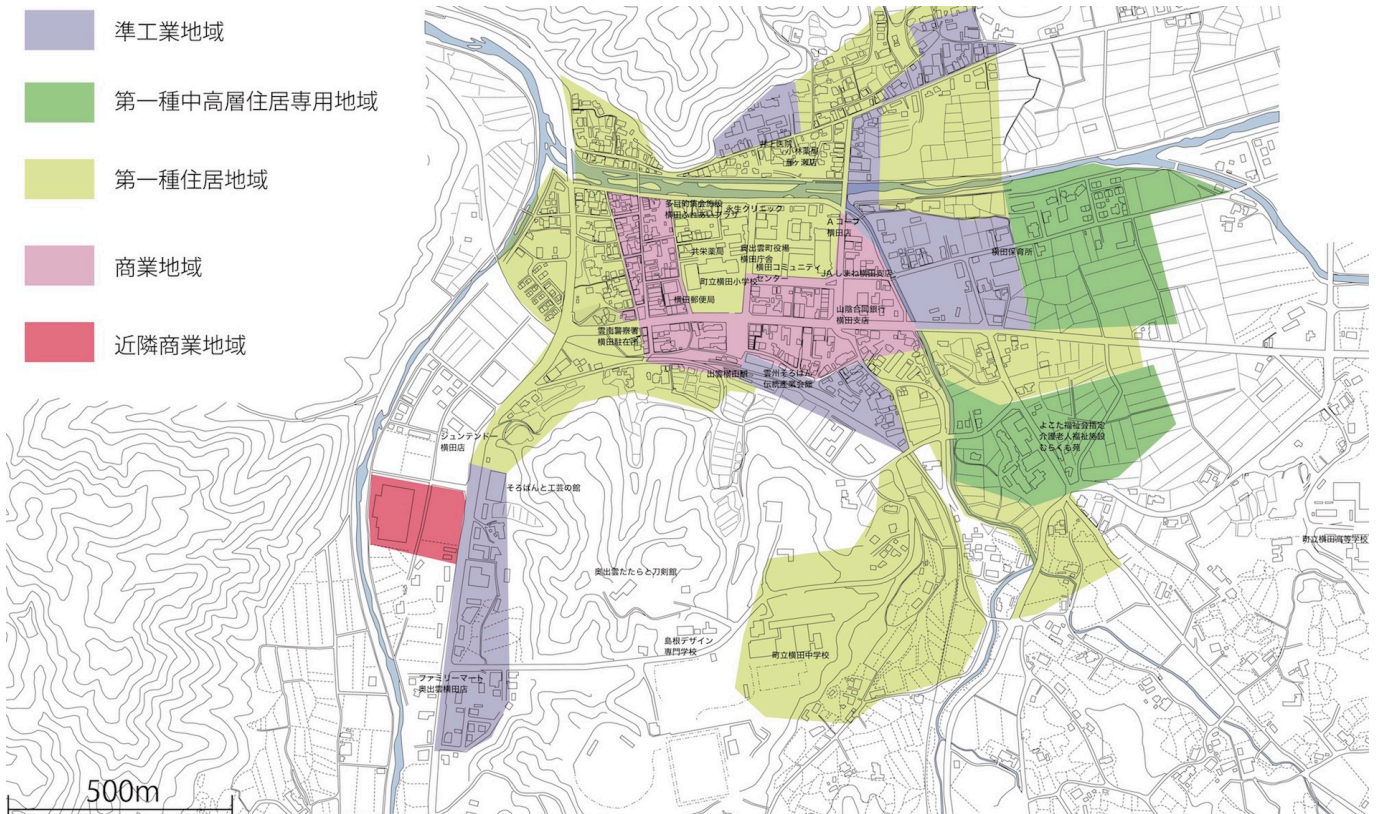 準工業地域
第一種中高層住居専用地域
第一種住居地域
商業地域
近隣商業地域
井上医院
小林薬局
藤ヶ瀬店
多目的集会施設
横田ふれあいプラザ
永生クリニック
Aコープ
横田店
共栄薬局
奥出雲町役場
横田庁舎
横田コミュニティ
センター
JAしまね横田支店
横田保育所
町立横田小学校
横田郵便局
山陰合同銀行
横田支店
雲南警察署
横田駐在所
出雲横田駅
雲州そろばん
伝統産業会館
よこた福祉会指定
介護老人福祉施設
むらくも苑
ジュンテンドー
横田店
そろばんと工芸の館
町立横田高等学校
奥出雲たたらと刀剣館
島根デザイン
専門学校
町立横田中学校
ファミリーマート
奥出雲横田店
500m